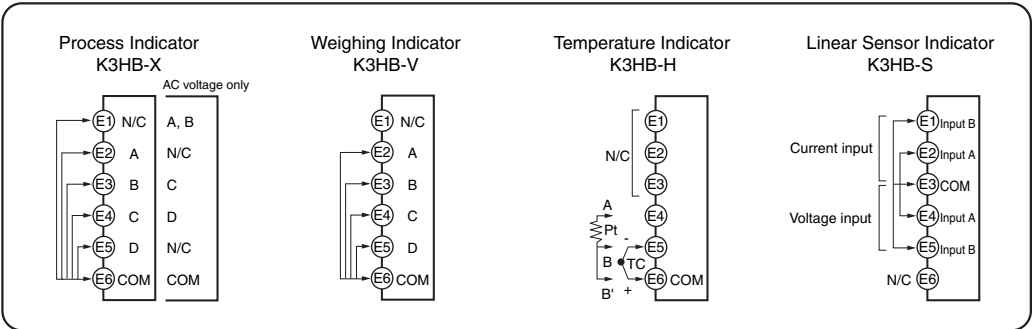 Process Indicator
K3HB-X
AC voltage only
E1 N/C A, B
E2 A N/C
E3 B C
E4 C D
E5 D N/C
E6 COM COM
Weighing Indicator
K3HB-V
E1 N/C
E2 A
E3 B
E4 C
E5 D
E6 COM
Temperature Indicator
K3HB-H
E1
N/C E2
E3
A E4
Pt
- E5
B TC
E6 COM
B' +
Linear Sensor Indicator
K3HB-S
E1 Input B
Current input E2 Input A
E3 COM
Voltage input E4 Input A
E5 Input B
N/C E6